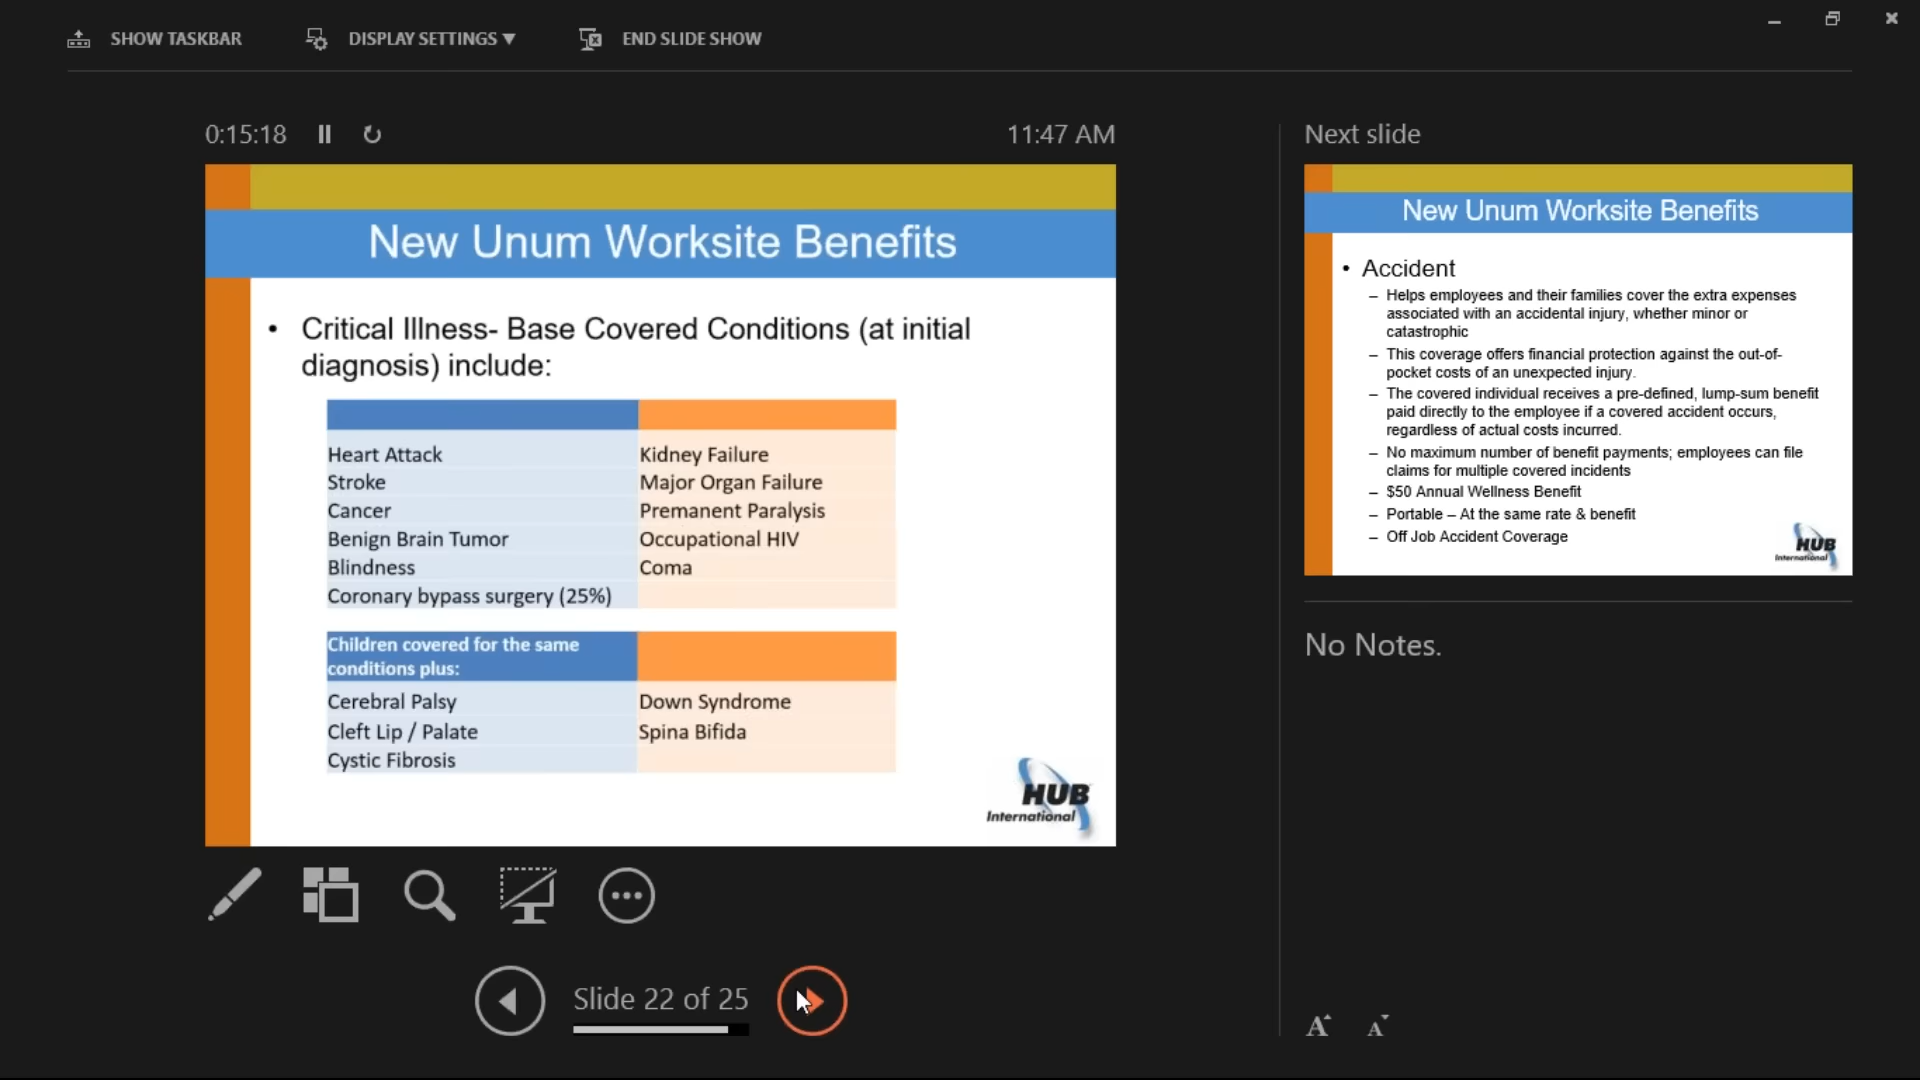 SHOW TASKBAR
DISPLAY SETTINGS ▼
END SLIDE SHOW
0:15:18
11:47 AM
New Unum Worksite Benefits
• Critical Illness- Base Covered Conditions (at initial
diagnosis) include:
Heart Attack
Kidney Failure
Stroke
Major Organ Failure
Cancer
Premanent Paralysis
Benign Brain Tumor
Occupational HIV
Blindness
Coma
Coronary bypass surgery (25%)
Children covered for the same
conditions plus:
Cerebral Palsy
Down Syndrome
Cleft Lip / Palate
Spina Bifida
Cystic Fibrosis
HUB
International
Slide 22 of 25
Next slide
New Unum Worksite Benefits
• Accident
– Helps employees and their families cover the extra expenses
associated with an accidental injury, whether minor or
catastrophic
– This coverage offers financial protection against the out-of-
pocket costs of an unexpected injury.
– The covered individual receives a pre-defined, lump-sum benefit
paid directly to the employee if a covered accident occurs,
regardless of actual costs incurred.
– No maximum number of benefit payments; employees can file
claims for multiple covered incidents
– $50 Annual Wellness Benefit
– Portable – At the same rate & benefit
– Off Job Accident Coverage
HUB
International
No Notes.
A A